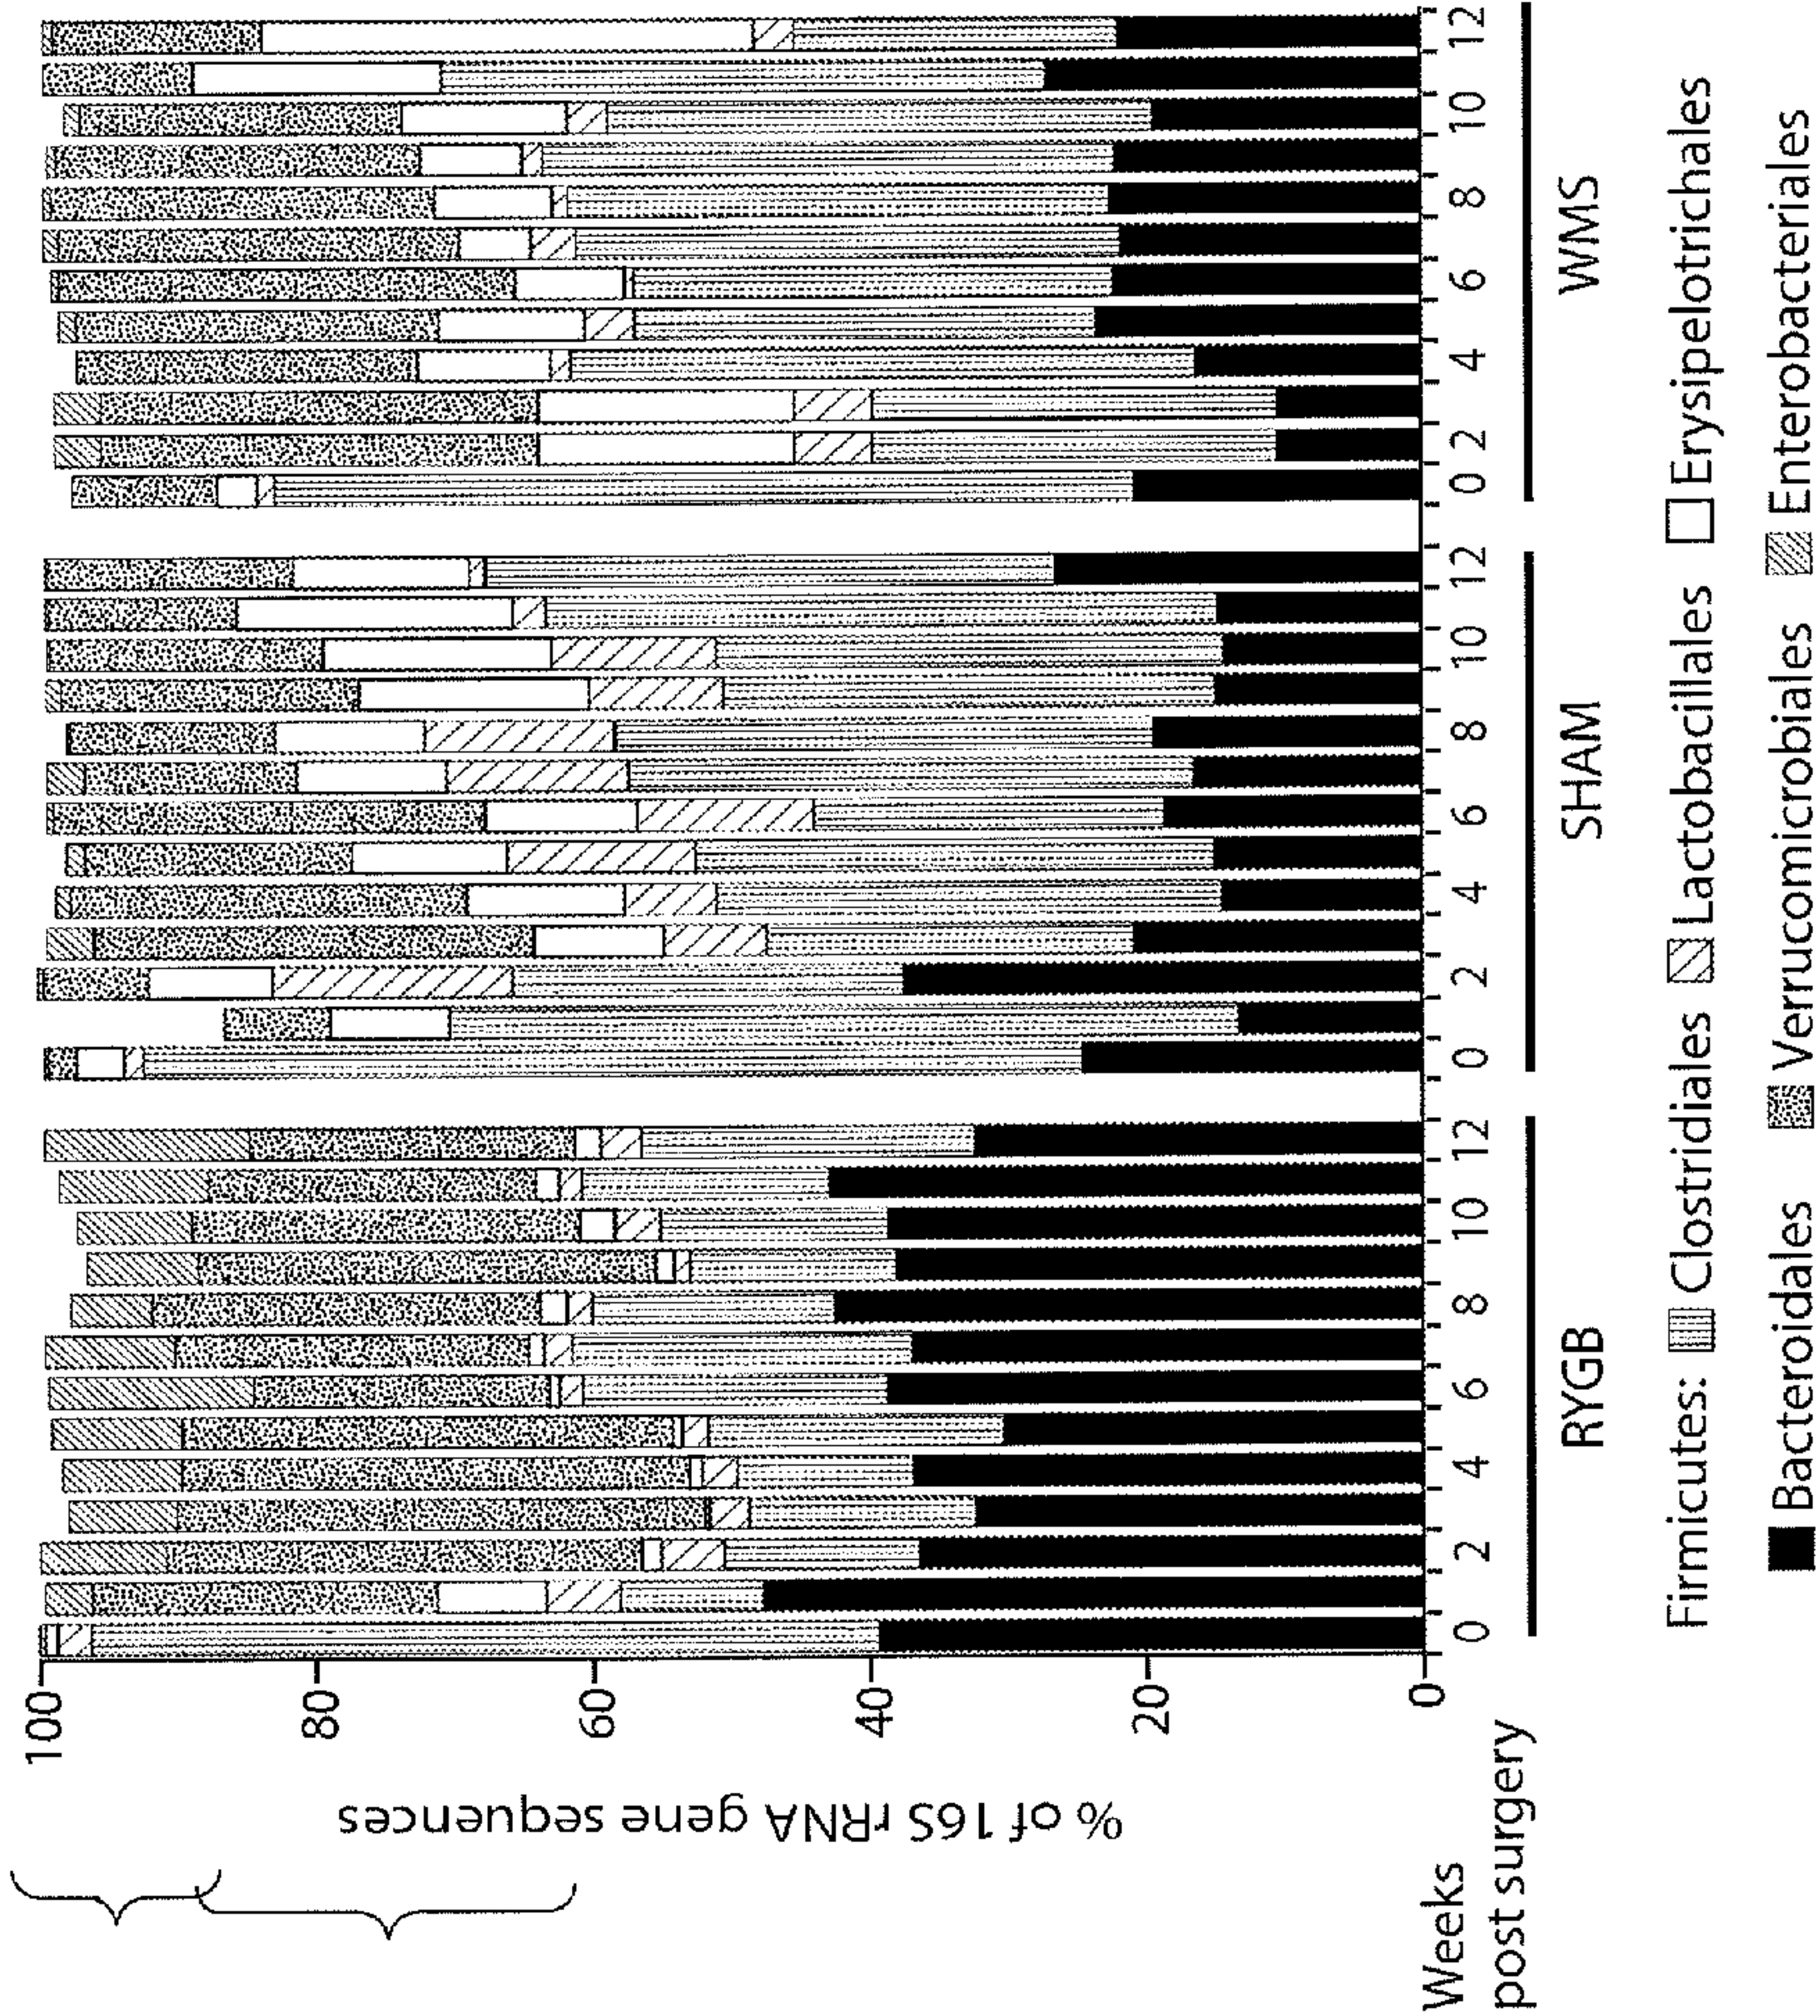 % of 16S rRNA gene sequences
100
80
60
40
20
0
Weeks
post surgery
0 2 4 6 8 10 12
0 2 4 6 8 10 12
0 2 4 6 8 10 12
RYGB
SHAM
WMS
Firmicutes: Clostridiales Lactobacillales Erysipelotrichales
Bacteroidales Verrucomicrobiales Enterobacteriales